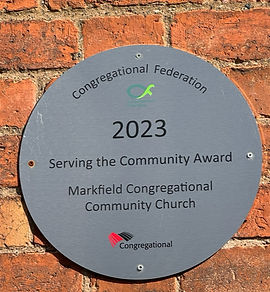 Congregational Federation
2023
Serving the Community Award
Markfield Congregational
Community Church
Congregational